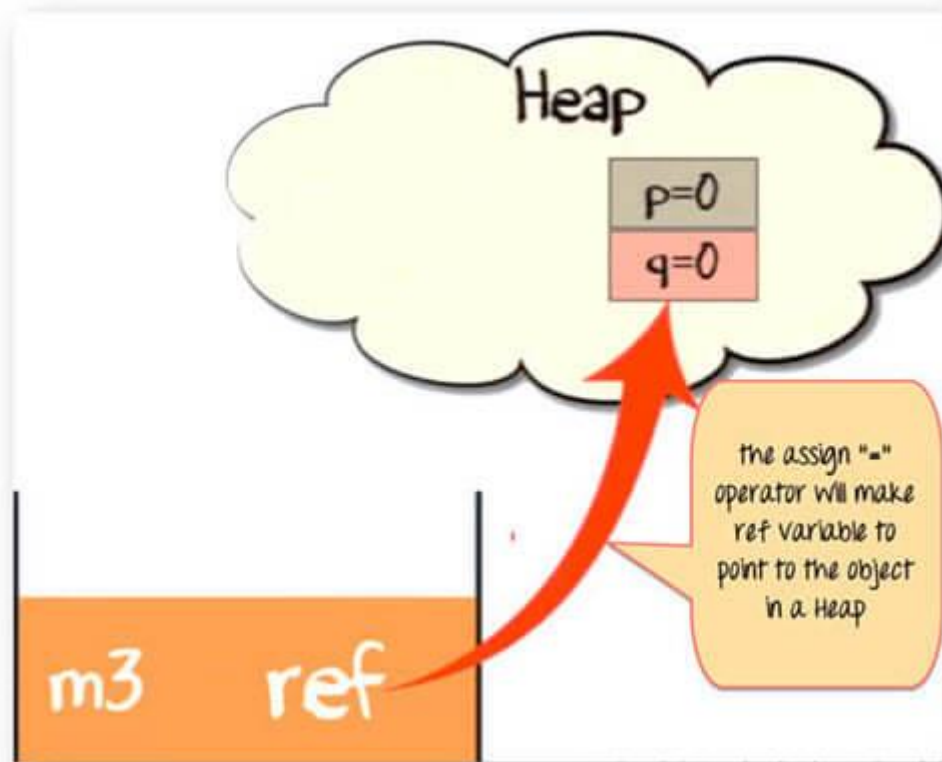 Heap
p=0
q=0
the assign "="
operator will make
ref variable to
point to the object
in a Heap
m3 ref